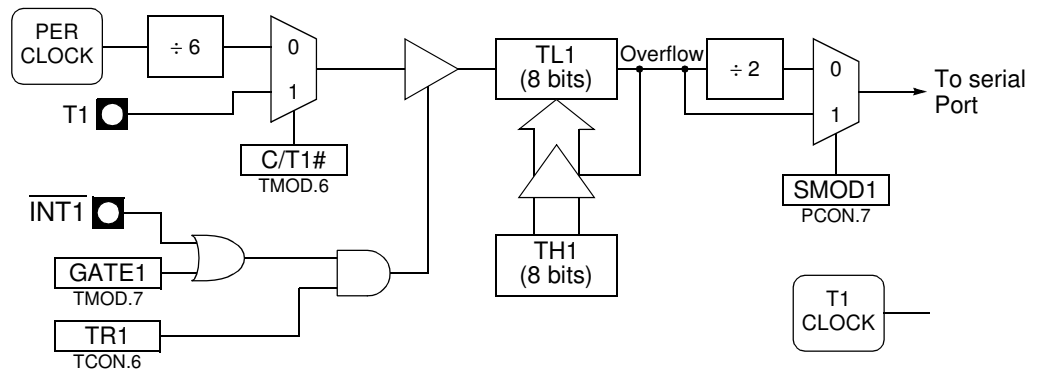 PER
CLOCK
÷ 6
0
1
T1
C/T1#
TMOD.6
INT1
GATE1
TMOD.7
TR1
TCON.6
TL1
(8 bits)
Overflow
÷ 2
0
1
To serial
Port
SMOD1
PCON.7
TH1
(8 bits)
T1
CLOCK